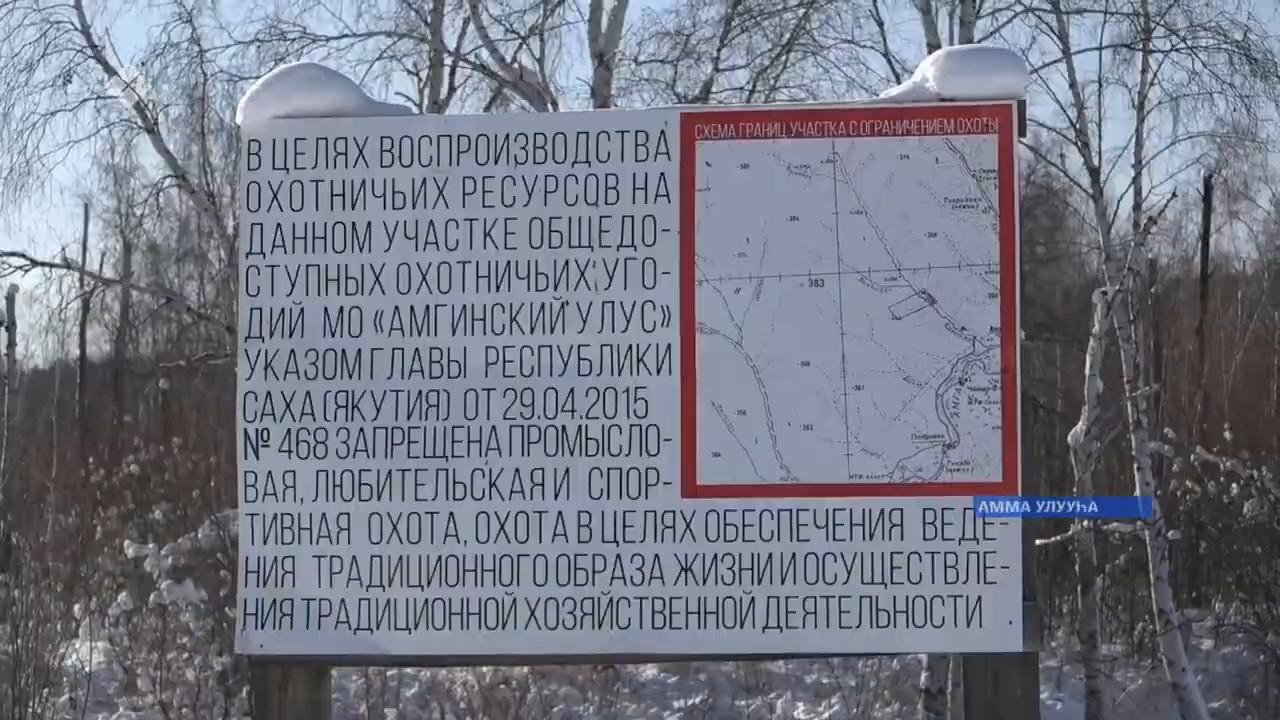 В ЦЕЛЯХ ВОСПРОИЗВОДСТВА
ОХОТНИЧЬИХ РЕСУРСОВ НА
ДАННОМ УЧАСТКЕ ОБЩЕДО-
СТУПНЫХ ОХОТНИЧЬИХ УГО-
ДИЙ МО «АМГИНСКИЙ УЛУС»
УКАЗОМ ГЛАВЫ РЕСПУБЛИКИ
САХА (ЯКУТИЯ) ОТ 29.04.2015
№ 468 ЗАПРЕЩЕНА ПРОМЫСЛО-
ВАЯ, ЛЮБИТЕЛЬСКАЯ И СПОР-
ТИВНАЯ ОХОТА, ОХОТА В ЦЕЛЯХ ОБЕСПЕЧЕНИЯ ВЕДЕ-
НИЯ ТРАДИЦИОННОГО ОБРАЗА ЖИЗНИ И ОСУЩЕСТВЛЕ-
НИЯ ТРАДИЦИОННОЙ ХОЗЯЙСТВЕННОЙ ДЕЯТЕЛЬНОСТИ
СХЕМА ГРАНИЦ УЧАСТКА С ОГРАНИЧЕНИЕМ ОХОТЫ
383
АМГА
АММА УЛУУҺА